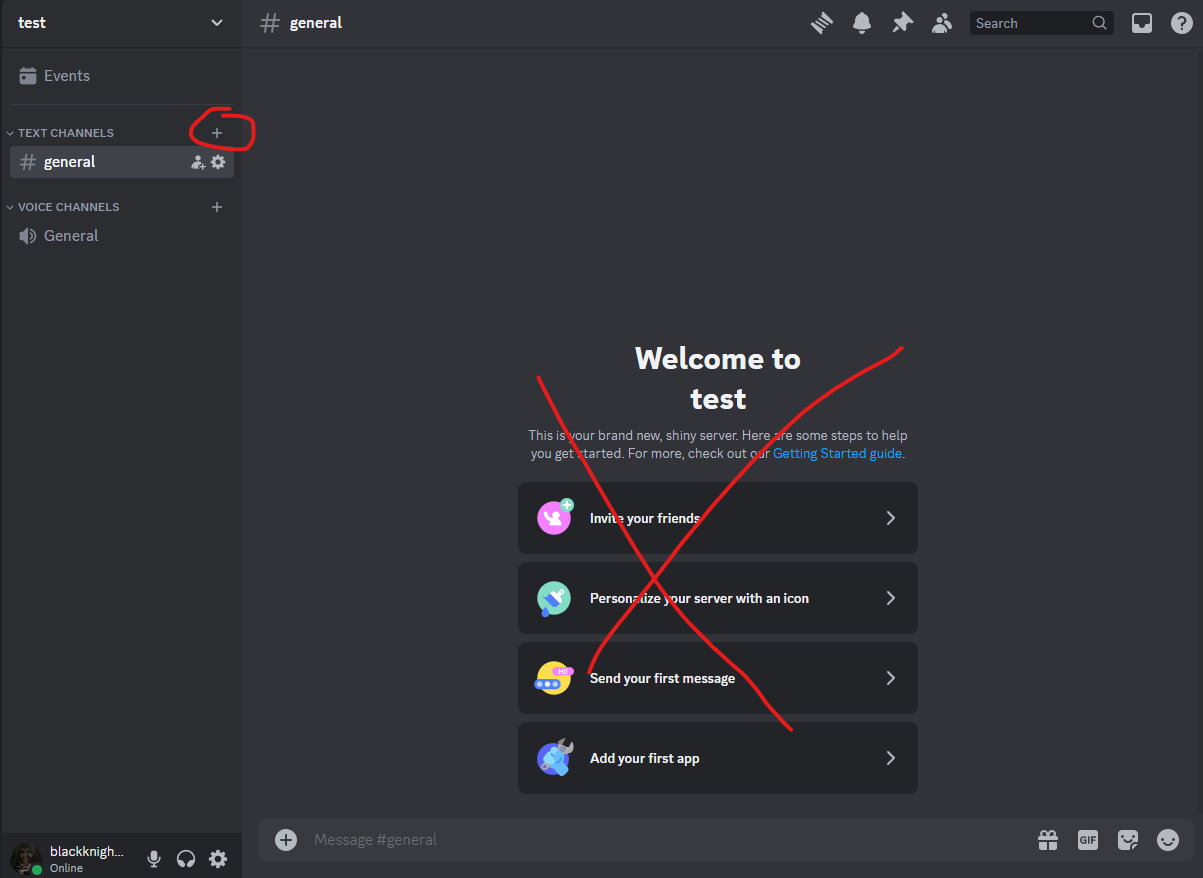 test
general
Search
Events
TEXT CHANNELS
general
VOICE CHANNELS
General
Welcome to
test
This is your brand new, shiny server. Here are some steps to help
you get started. For more, check out our Getting Started guide.
Invite your friends
Personalize your server with an icon
Hi!
Send your first message
Add your first app
Message #general
GIF
blackknigh...
Online